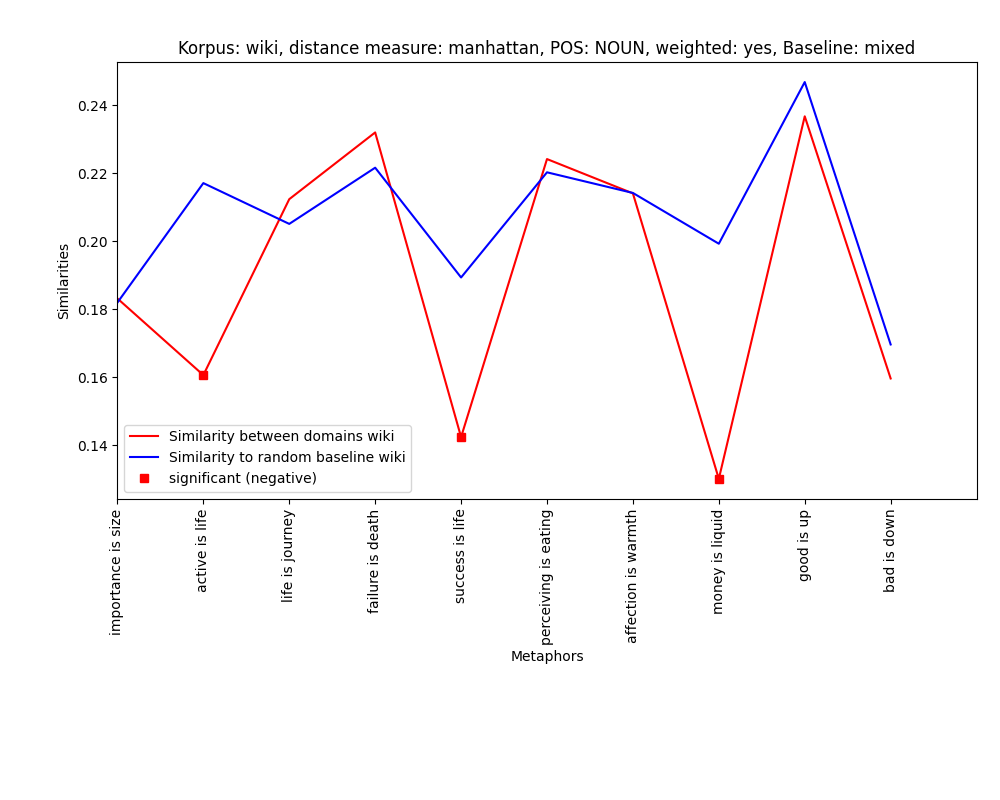 Korpus: wiki, distance measure: manhattan, POS: NOUN, weighted: yes, Baseline: mixed
Similarities
0.24
0.22
0.20
0.18
0.16
0.14
Similarity between domains wiki
Similarity to random baseline wiki
significant (negative)
importance is size
active is life
life is journey
failure is death
success is life
perceiving is eating
affection is warmth
money is liquid
good is up
bad is down
Metaphors